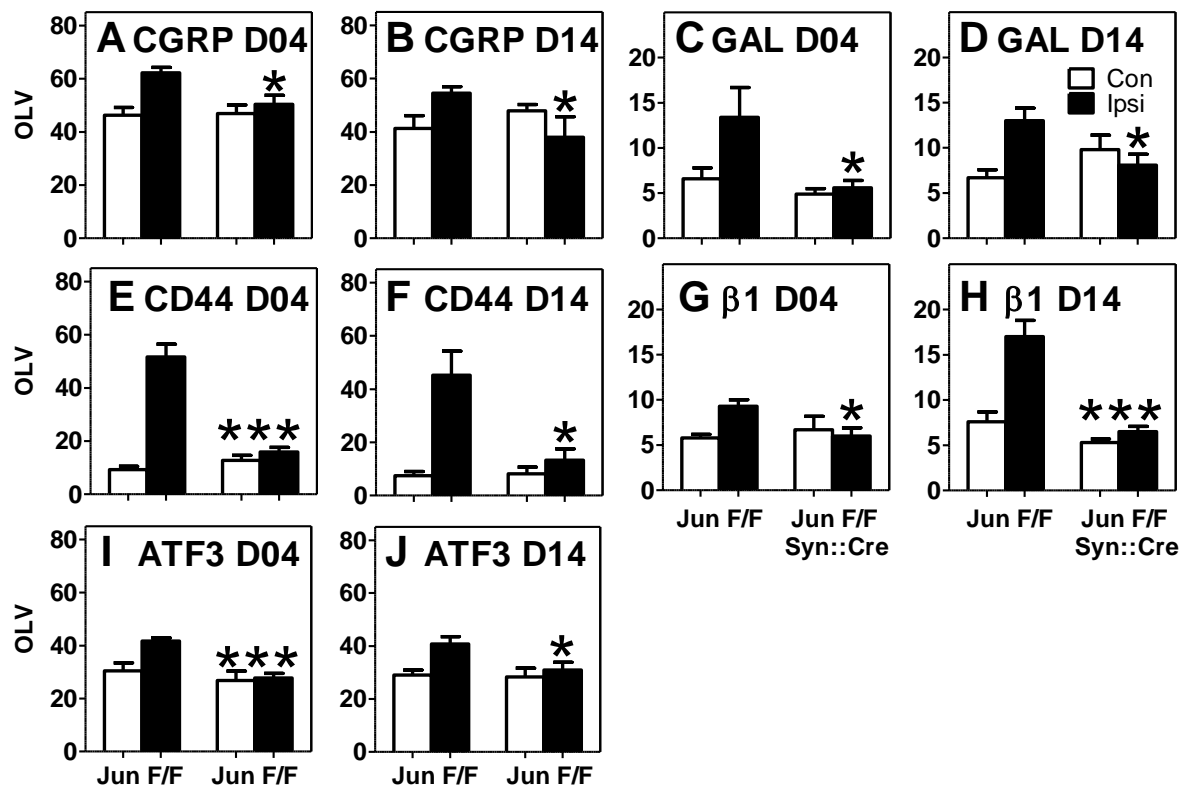 A CGRP D04
80
60
40
20
0
OLV
*
B CGRP D14
80
60
40
20
0
*
C GAL D04
20
15
10
5
0
*
D GAL D14
20
15
10
5
0
Con
Ipsi
*
E CD44 D04
80
60
40
20
0
OLV
***
F CD44 D14
80
60
40
20
0
*
G β1 D04
20
15
10
5
0
*
Jun F/F Jun F/F
Syn::Cre
H β1 D14
20
15
10
5
0
***
Jun F/F Jun F/F
Syn::Cre
I ATF3 D04
80
60
40
20
0
OLV
***
Jun F/F Jun F/F
J ATF3 D14
80
60
40
20
0
*
Jun F/F Jun F/F